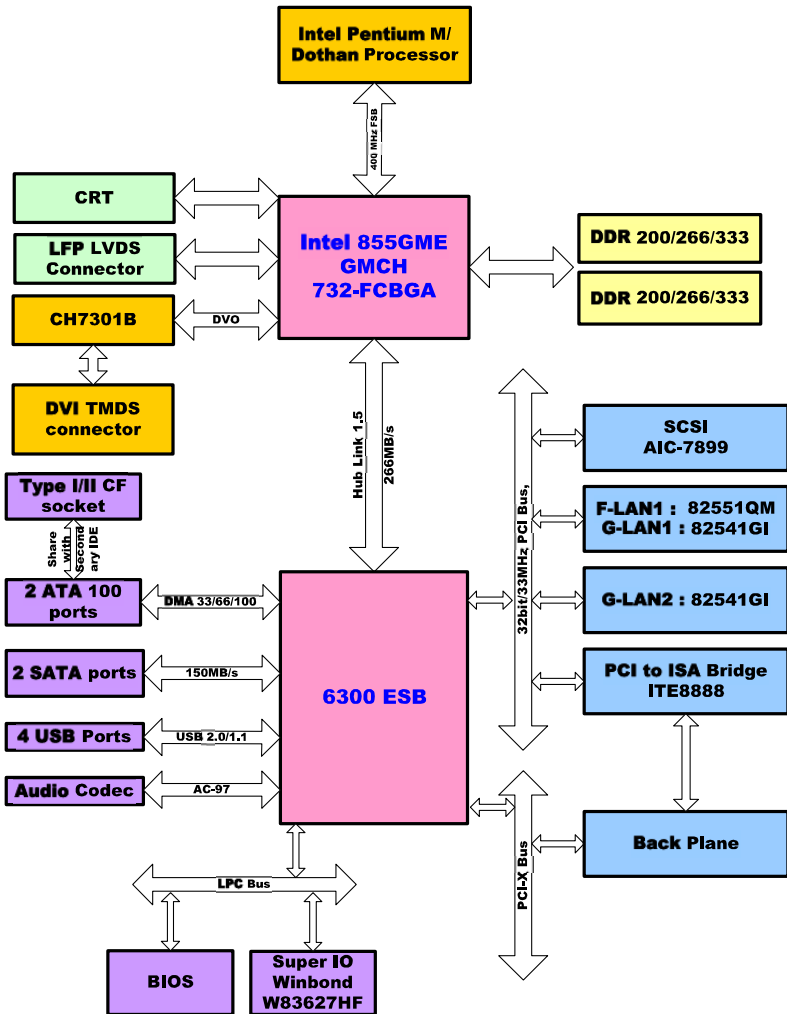 Intel Pentium M/
Dothan Processor
400 MHz FSB
CRT
LFP LVDS
Connector
CH7301B
DVO
DVI TMDS
connector
Intel 855GME
GMCH
732-FCBGA
DDR 200/266/333
DDR 200/266/333
Hub Link 1.5
266MB/s
Type I/II CF
socket
Share
with
Second
ary IDE
2 ATA 100
ports
DMA 33/66/100
2 SATA ports
150MB/s
4 USB Ports
USB 2.0/1.1
Audio Codec
AC-97
6300 ESB
32bit/33MHz PCI Bus,
SCSI
AIC-7899
F-LAN1 : 82551QM
G-LAN1 : 82541GI
G-LAN2 : 82541GI
PCI to ISA Bridge
ITE8888
PCI-X Bus
Back Plane
LPC Bus
BIOS
Super IO
Winbond
W83627HF